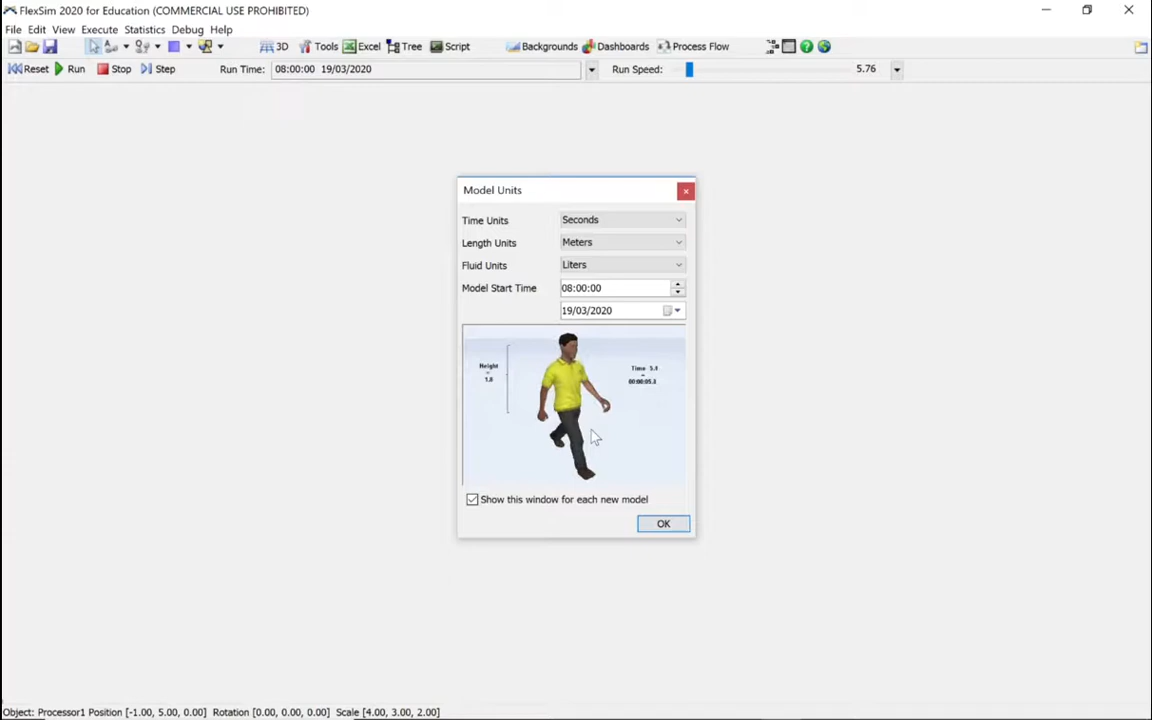 FlexSim 2020 for Education (COMMERCIAL USE PROHIBITED)
File Edit View Execute Statistics Debug Help
3D Tools Excel Tree Script Backgrounds Dashboards Process Flow
Reset Run Stop Step Run Time: 08:00:00 19/03/2020 Run Speed: 5.76
Model Units
Time Units Seconds
Length Units Meters
Fluid Units Liters
Model Start Time 08:00:00
19/03/2020
Height
=
1.8
Time 5.1
=
00:00:05.1
Show this window for each new model
OK
Object: Processor1 Position [-1.00, 5.00, 0.00] Rotation [0.00, 0.00, 0.00] Scale [4.00, 3.00, 2.00]